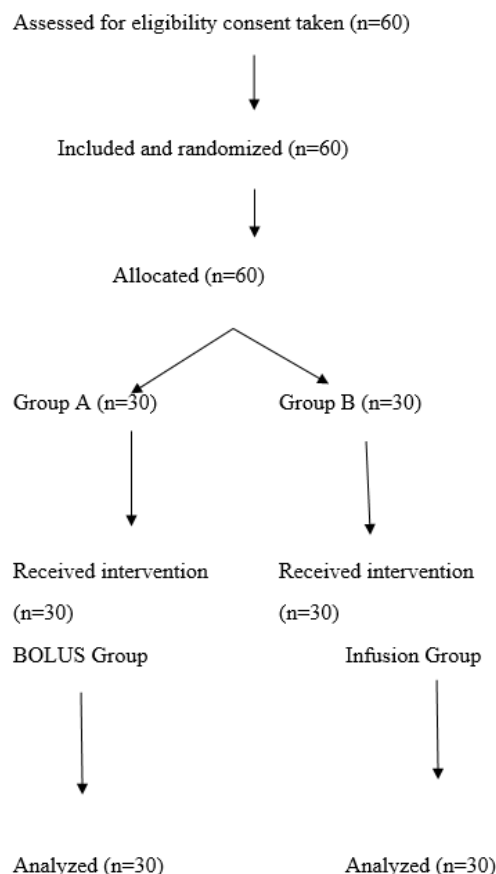 Assessed for eligibility consent taken (n=60)
Included and randomized (n=60)
Allocated (n=60)
Group A (n=30)
Group B (n=30)
Received intervention
(n=30)
BOLUS Group
Received intervention
(n=30)
Infusion Group
Analyzed (n=30)
Analyzed (n=30)